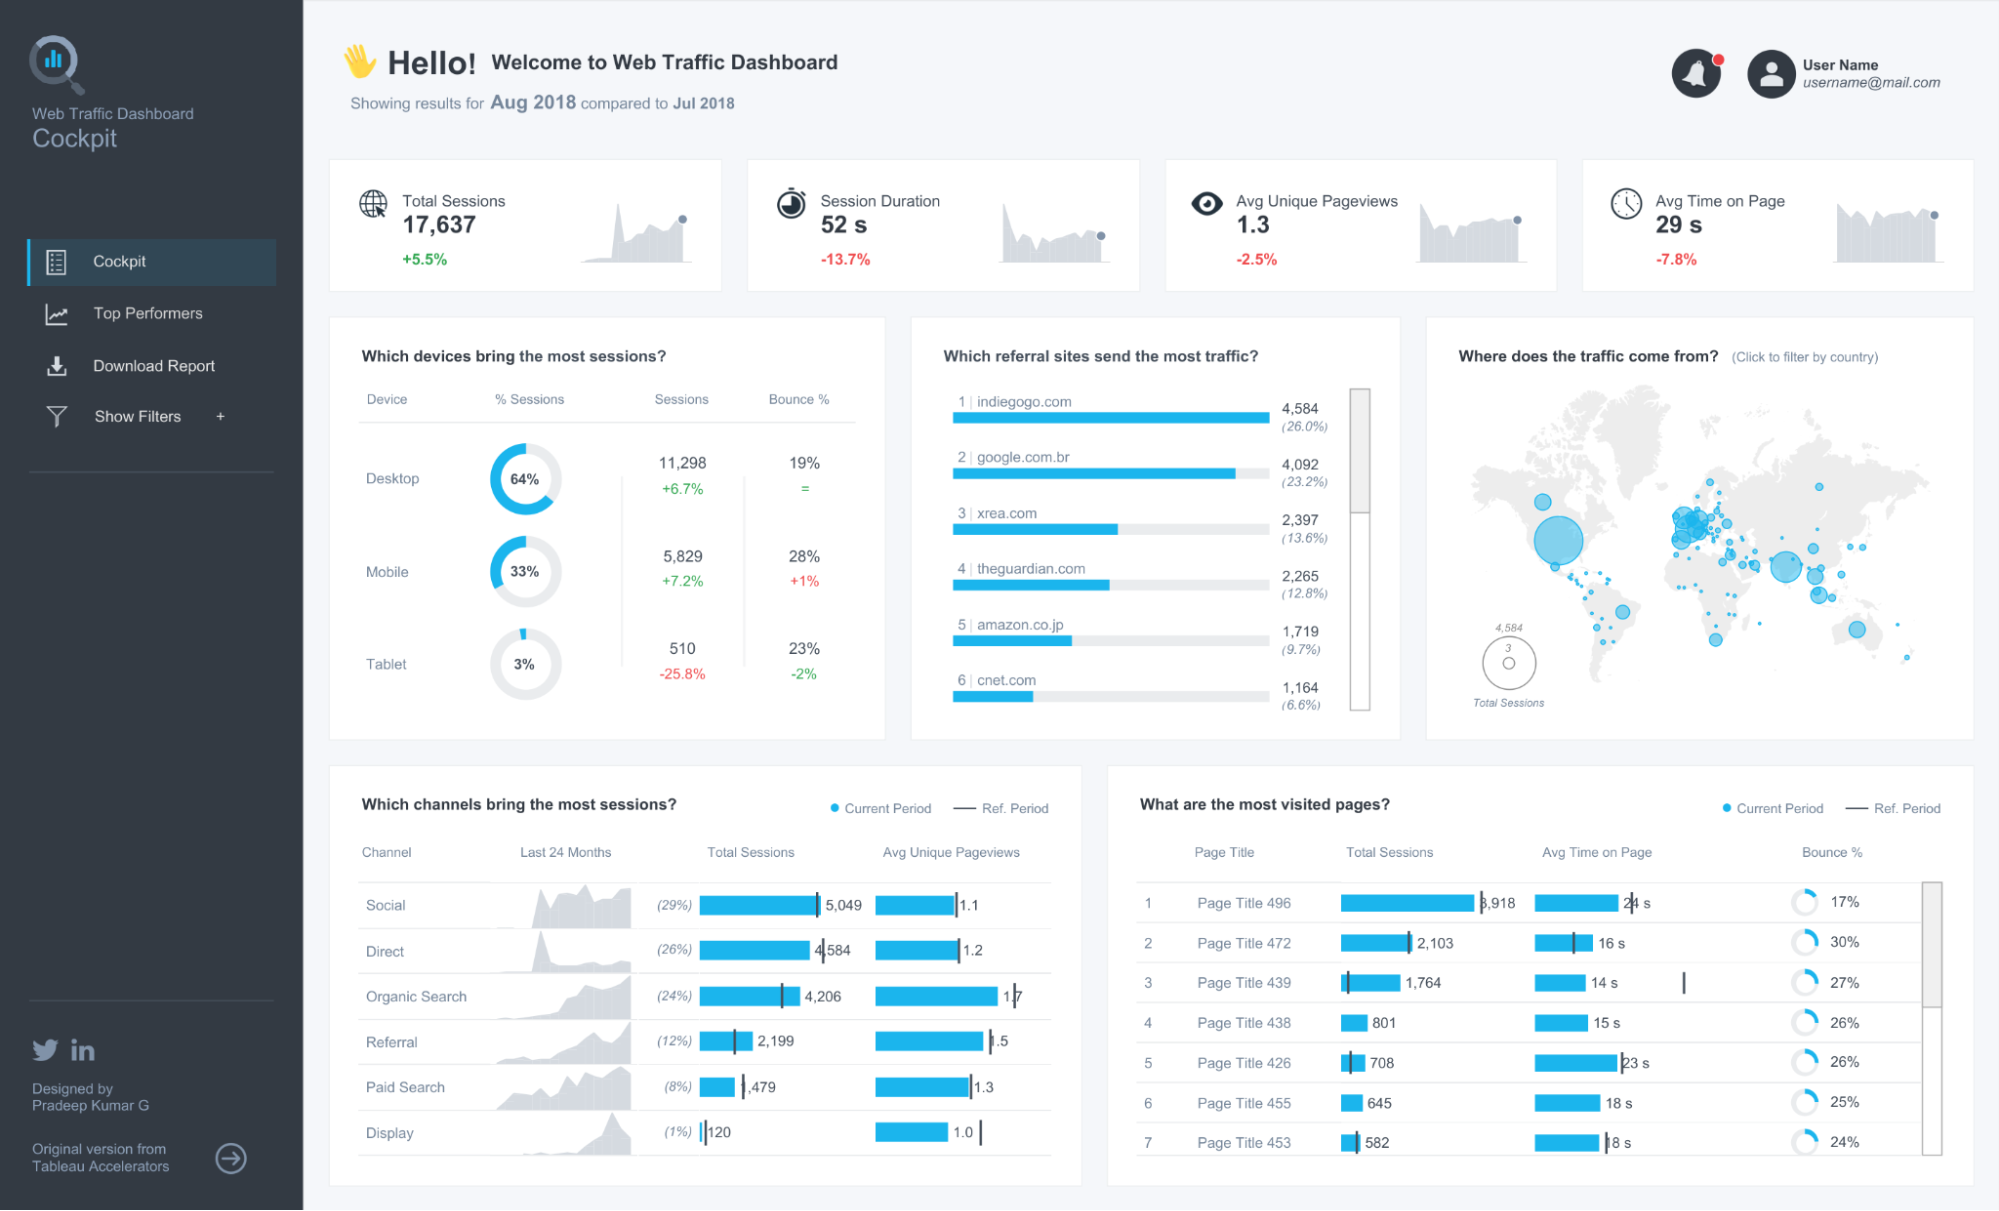 Web Traffic Dashboard
Cockpit
Cockpit
Top Performers
Download Report
Show Filters +
Designed by
Pradeep Kumar G
Original version from
Tableau Accelerators
Hello! Welcome to Web Traffic Dashboard
Showing results for Aug 2018 compared to Jul 2018
User Name
username@mail.com
Total Sessions
17,637
+5.5%
Session Duration
52 s
-13.7%
Avg Unique Pageviews
1.3
-2.5%
Avg Time on Page
29 s
-7.8%
Which devices bring the most sessions?
Device % Sessions Sessions Bounce %
Desktop 64% 11,298 19%
+6.7% =
Mobile 33% 5,829 28%
+7.2% +1%
Tablet 3% 510 23%
-25.8% -2%
Which referral sites send the most traffic?
1 | indiegogo.com
4,584
(26.0%)
2 | google.com.br
4,092
(23.2%)
3 | xrea.com
2,397
(13.6%)
4 | theguardian.com
2,265
(12.8%)
5 | amazon.co.jp
1,719
(9.7%)
6 | cnet.com
1,164
(6.6%)
Where does the traffic come from? (Click to filter by country)
4,584
3
Total Sessions
Which channels bring the most sessions?
Current Period Ref. Period
Channel Last 24 Months Total Sessions Avg Unique Pageviews
Social (29%) 5,049 1.1
Direct (26%) 4,584 1.2
Organic Search (24%) 4,206 1.7
Referral (12%) 2,199 1.5
Paid Search (8%) 1,479 1.3
Display (1%) 120 1.0
What are the most visited pages?
Current Period Ref. Period
Page Title Total Sessions Avg Time on Page Bounce %
1 Page Title 496 3,918 24 s 17%
2 Page Title 472 2,103 16 s 30%
3 Page Title 439 1,764 14 s 27%
4 Page Title 438 801 15 s 26%
5 Page Title 426 708 23 s 26%
6 Page Title 455 645 18 s 25%
7 Page Title 453 582 18 s 24%